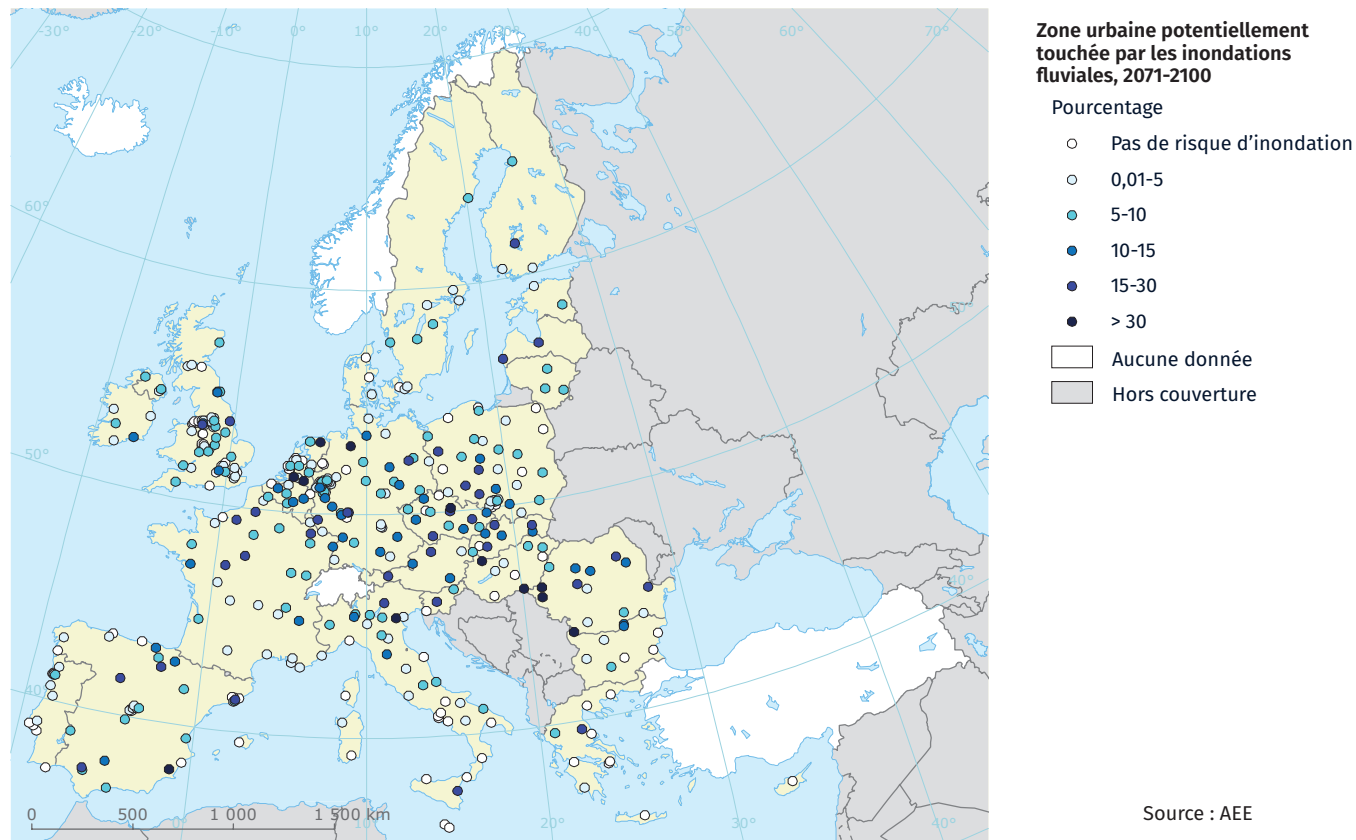 -30°
-20°
-10°
0°
10°
20°
30°
40°
50°
60°
70°
60°
50°
50°
40°
40°
0 500 1 000 1 500 km
10°
20°
30°
40°
Zone urbaine potentiellement
touchée par les inondations
fluviales, 2071-2100
Pourcentage
Pas de risque d’inondation
0,01-5
5-10
10-15
15-30
> 30
Aucune donnée
Hors couverture
Source : AEE